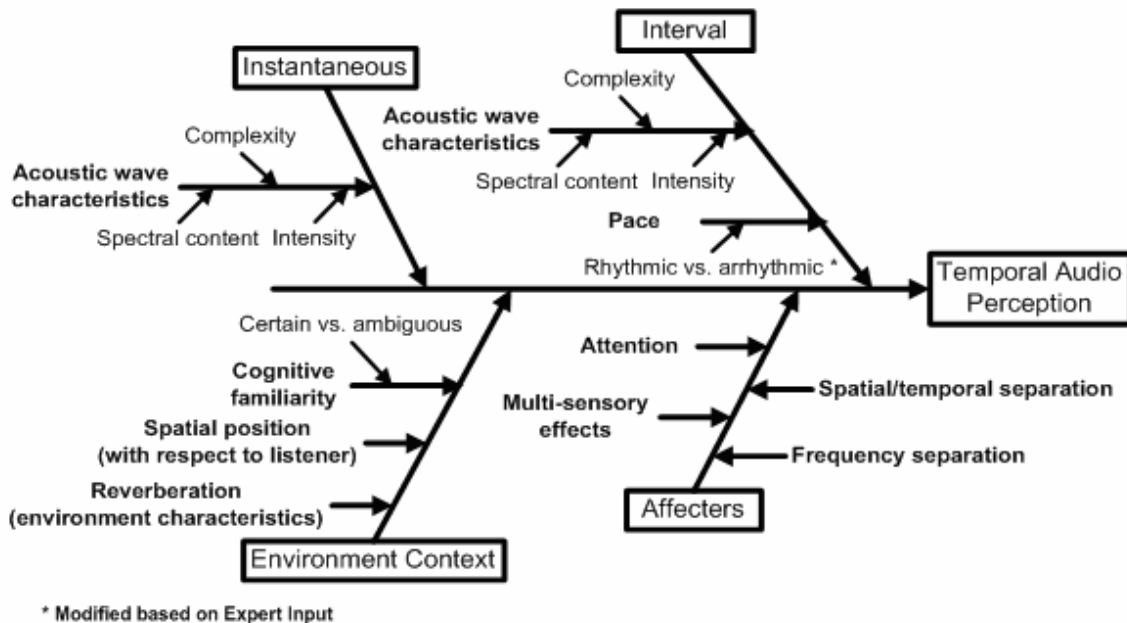 Interval
Instantaneous
Complexity
Acoustic wave
characteristics
Spectral content Intensity
Complexity
Acoustic wave
characteristics
Spectral content Intensity
Pace
Rhythmic vs. arrhythmic *
Temporal Audio
Perception
Certain vs. ambiguous
Cognitive
familiarity
Spatial position
(with respect to listener)
Reverberation
(environment characteristics)
Environment Context
Attention
Spatial/temporal separation
Multi-sensory
effects
Frequency separation
Affecters
* Modified based on Expert Input